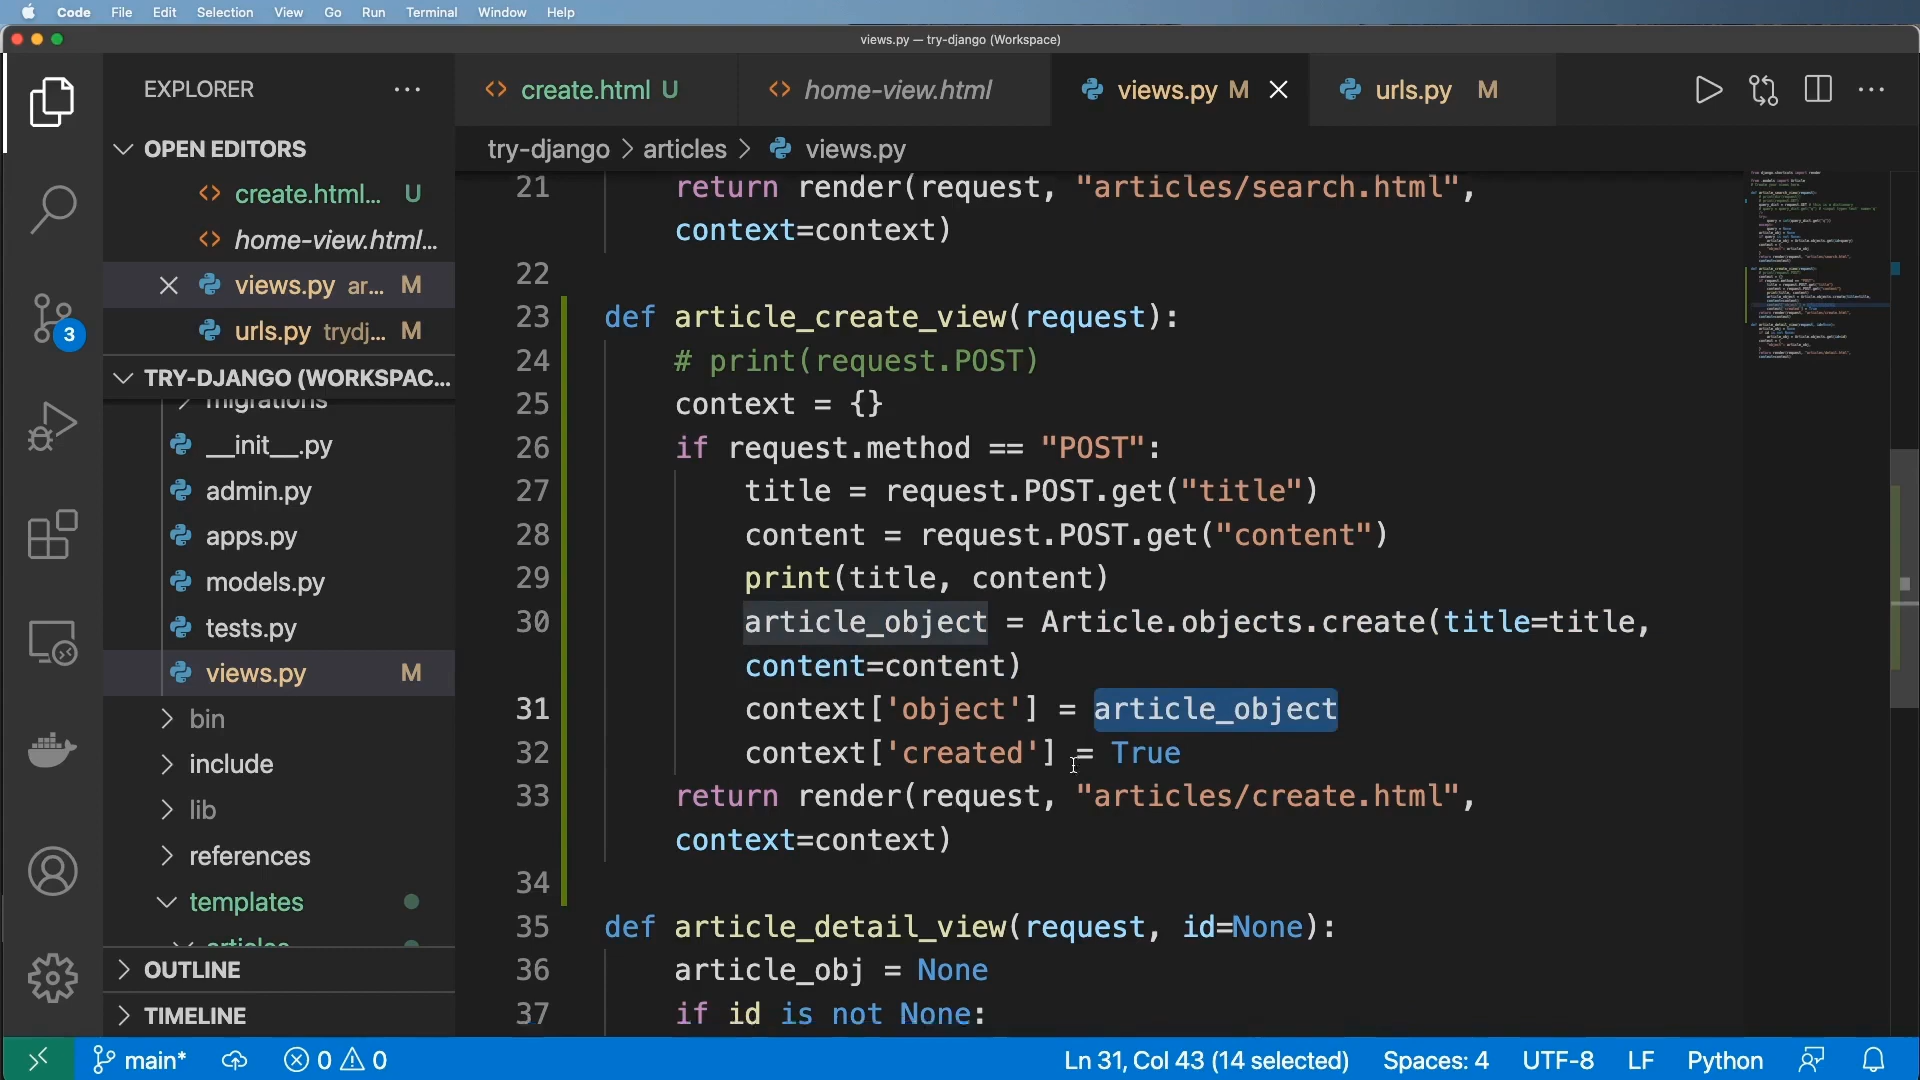 Code File Edit Selection View Go Run Terminal Window Help
views.py — try-django (Workspace)
EXPLORER
create.html U
home-view.html
views.py M
urls.py M
OPEN EDITORS
create.html... U
home-view.html...
views.py ar... M
urls.py trydj... M
TRY-DJANGO (WORKSPAC...
migrations
__init__.py
admin.py
apps.py
models.py
tests.py
views.py M
bin
include
lib
references
templates
articles
OUTLINE
TIMELINE
3
try-django > articles > views.py
21 return render(request, "articles/search.html",
context=context)
22
23 def article_create_view(request):
24 # print(request.POST)
25 context = {}
26 if request.method == "POST":
27 title = request.POST.get("title")
28 content = request.POST.get("content")
29 print(title, content)
30 article_object = Article.objects.create(title=title,
content=content)
31 context['object'] = article_object
32 context['created'] = True
33 return render(request, "articles/create.html",
context=context)
34
35 def article_detail_view(request, id=None):
36 article_obj = None
37 if id is not None:
main* 0 0 Ln 31, Col 43 (14 selected) Spaces: 4 UTF-8 LF Python